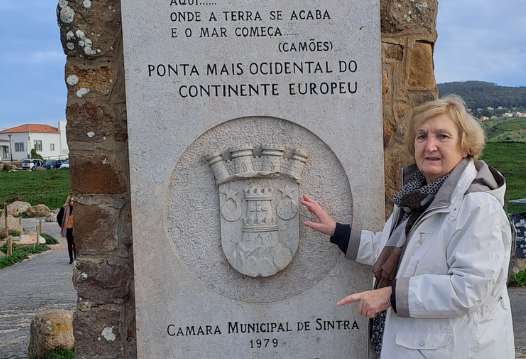 AQUI......
ONDE A TERRA SE ACABA
E O MAR COMEÇA......
(CAMÕES)
PONTA MAIS OCIDENTAL DO
CONTINENTE EUROPEU
CAMARA MUNICIPAL DE SINTRA
1979